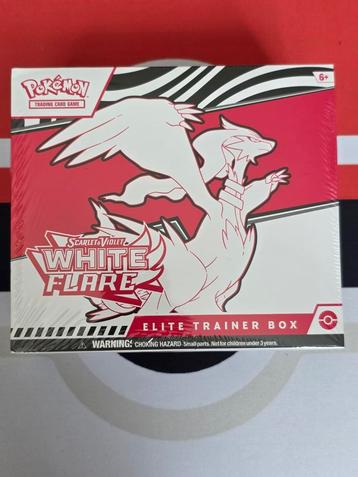 Pokémon
TRADING CARD GAME
6+
SCARLET & VIOLET
WHITE
FLARE
ELITE TRAINER BOX
WARNING: CHOKING HAZARD-Small parts. Not for children under 3 years.